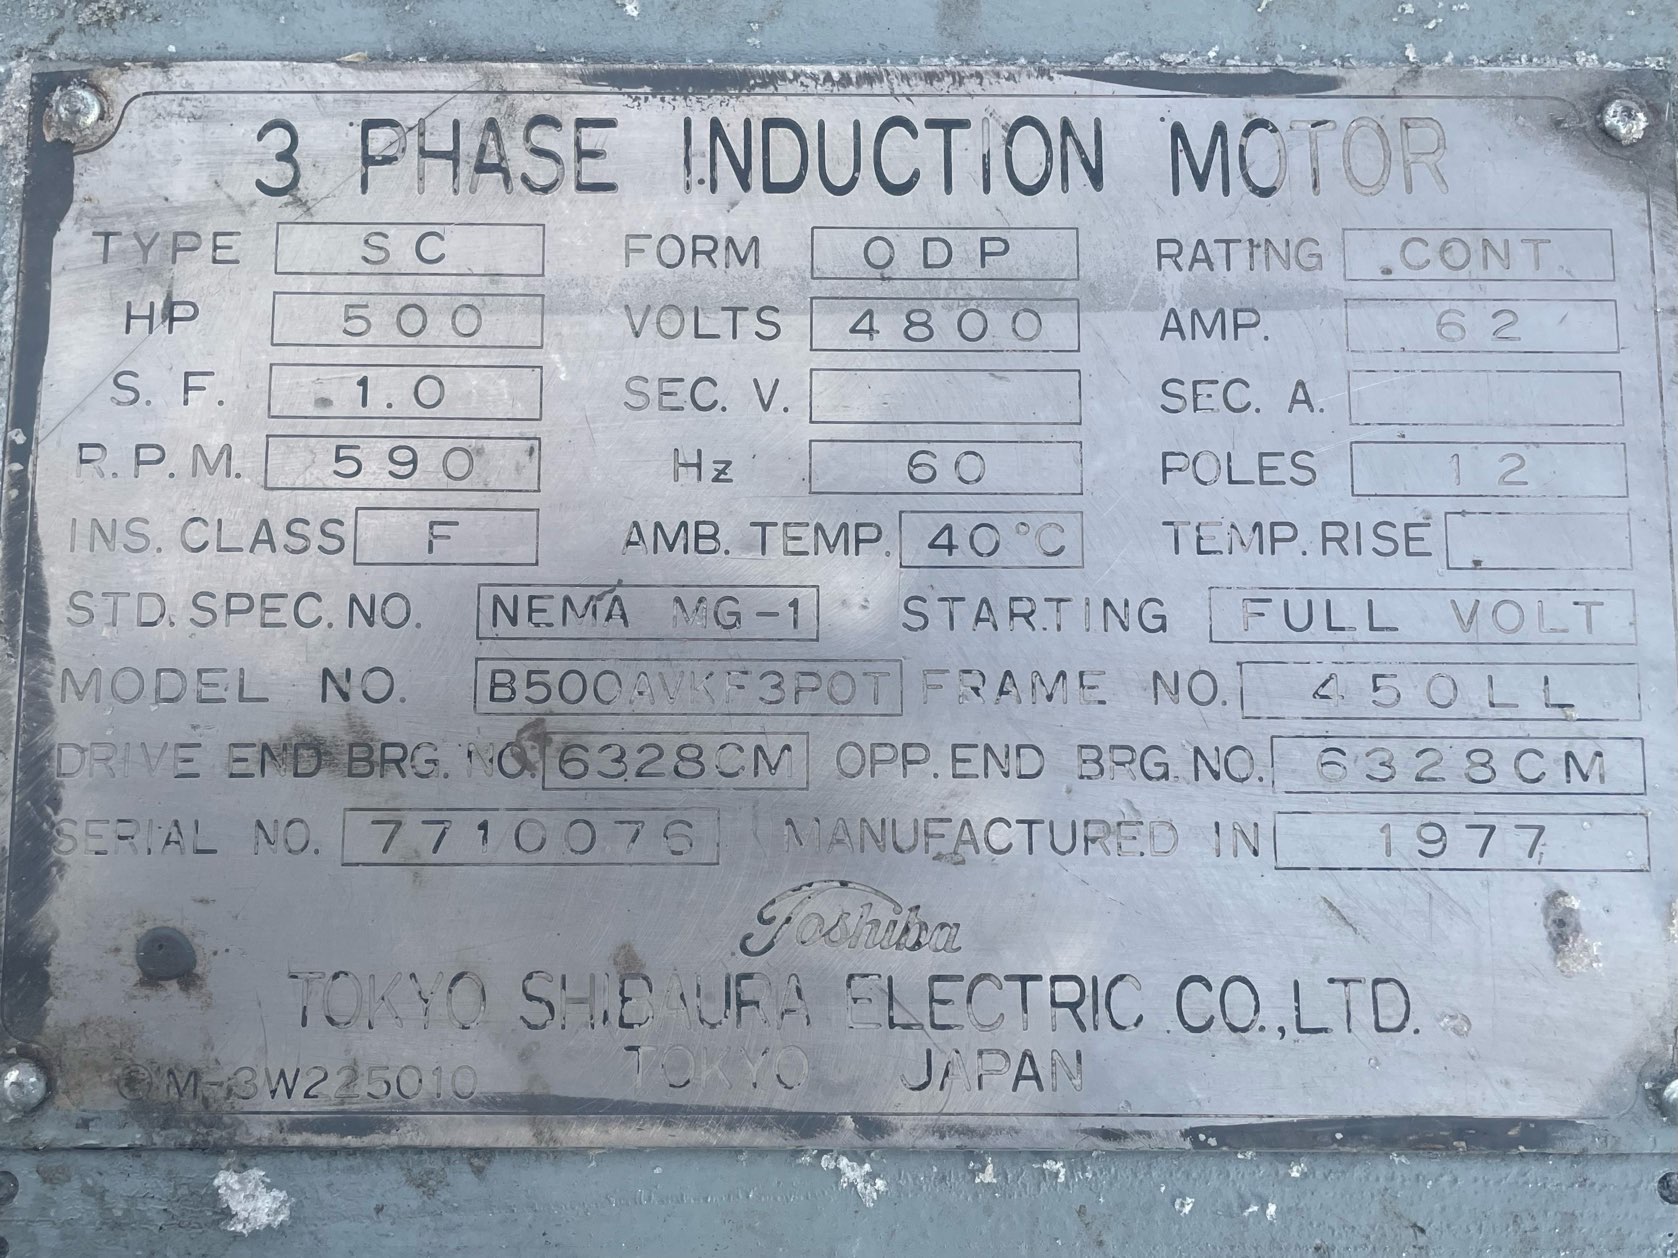 3 PHASE INDUCTION MOTOR
TYPE SC FORM ODP RATING CONT.
HP 500 VOLTS 4800 AMP. 62
S. F. 1.0 SEC. V. SEC. A.
R.P.M. 590 Hz 60 POLES 12
INS. CLASS F AMB. TEMP. 40°C TEMP. RISE
STD. SPEC. NO. NEMA MG-1 STARTING FULL VOLT
MODEL NO. B500AVKF3POT FRAME NO. 450LL
DRIVE END BRG. NO. 6328CM OPP. END BRG. NO. 6328CM
SERIAL NO. 7710076 MANUFACTURED IN 1977
Toshiba
TOKYO SHIBAURA ELECTRIC CO., LTD.
TOKYO JAPAN
M-3W225010